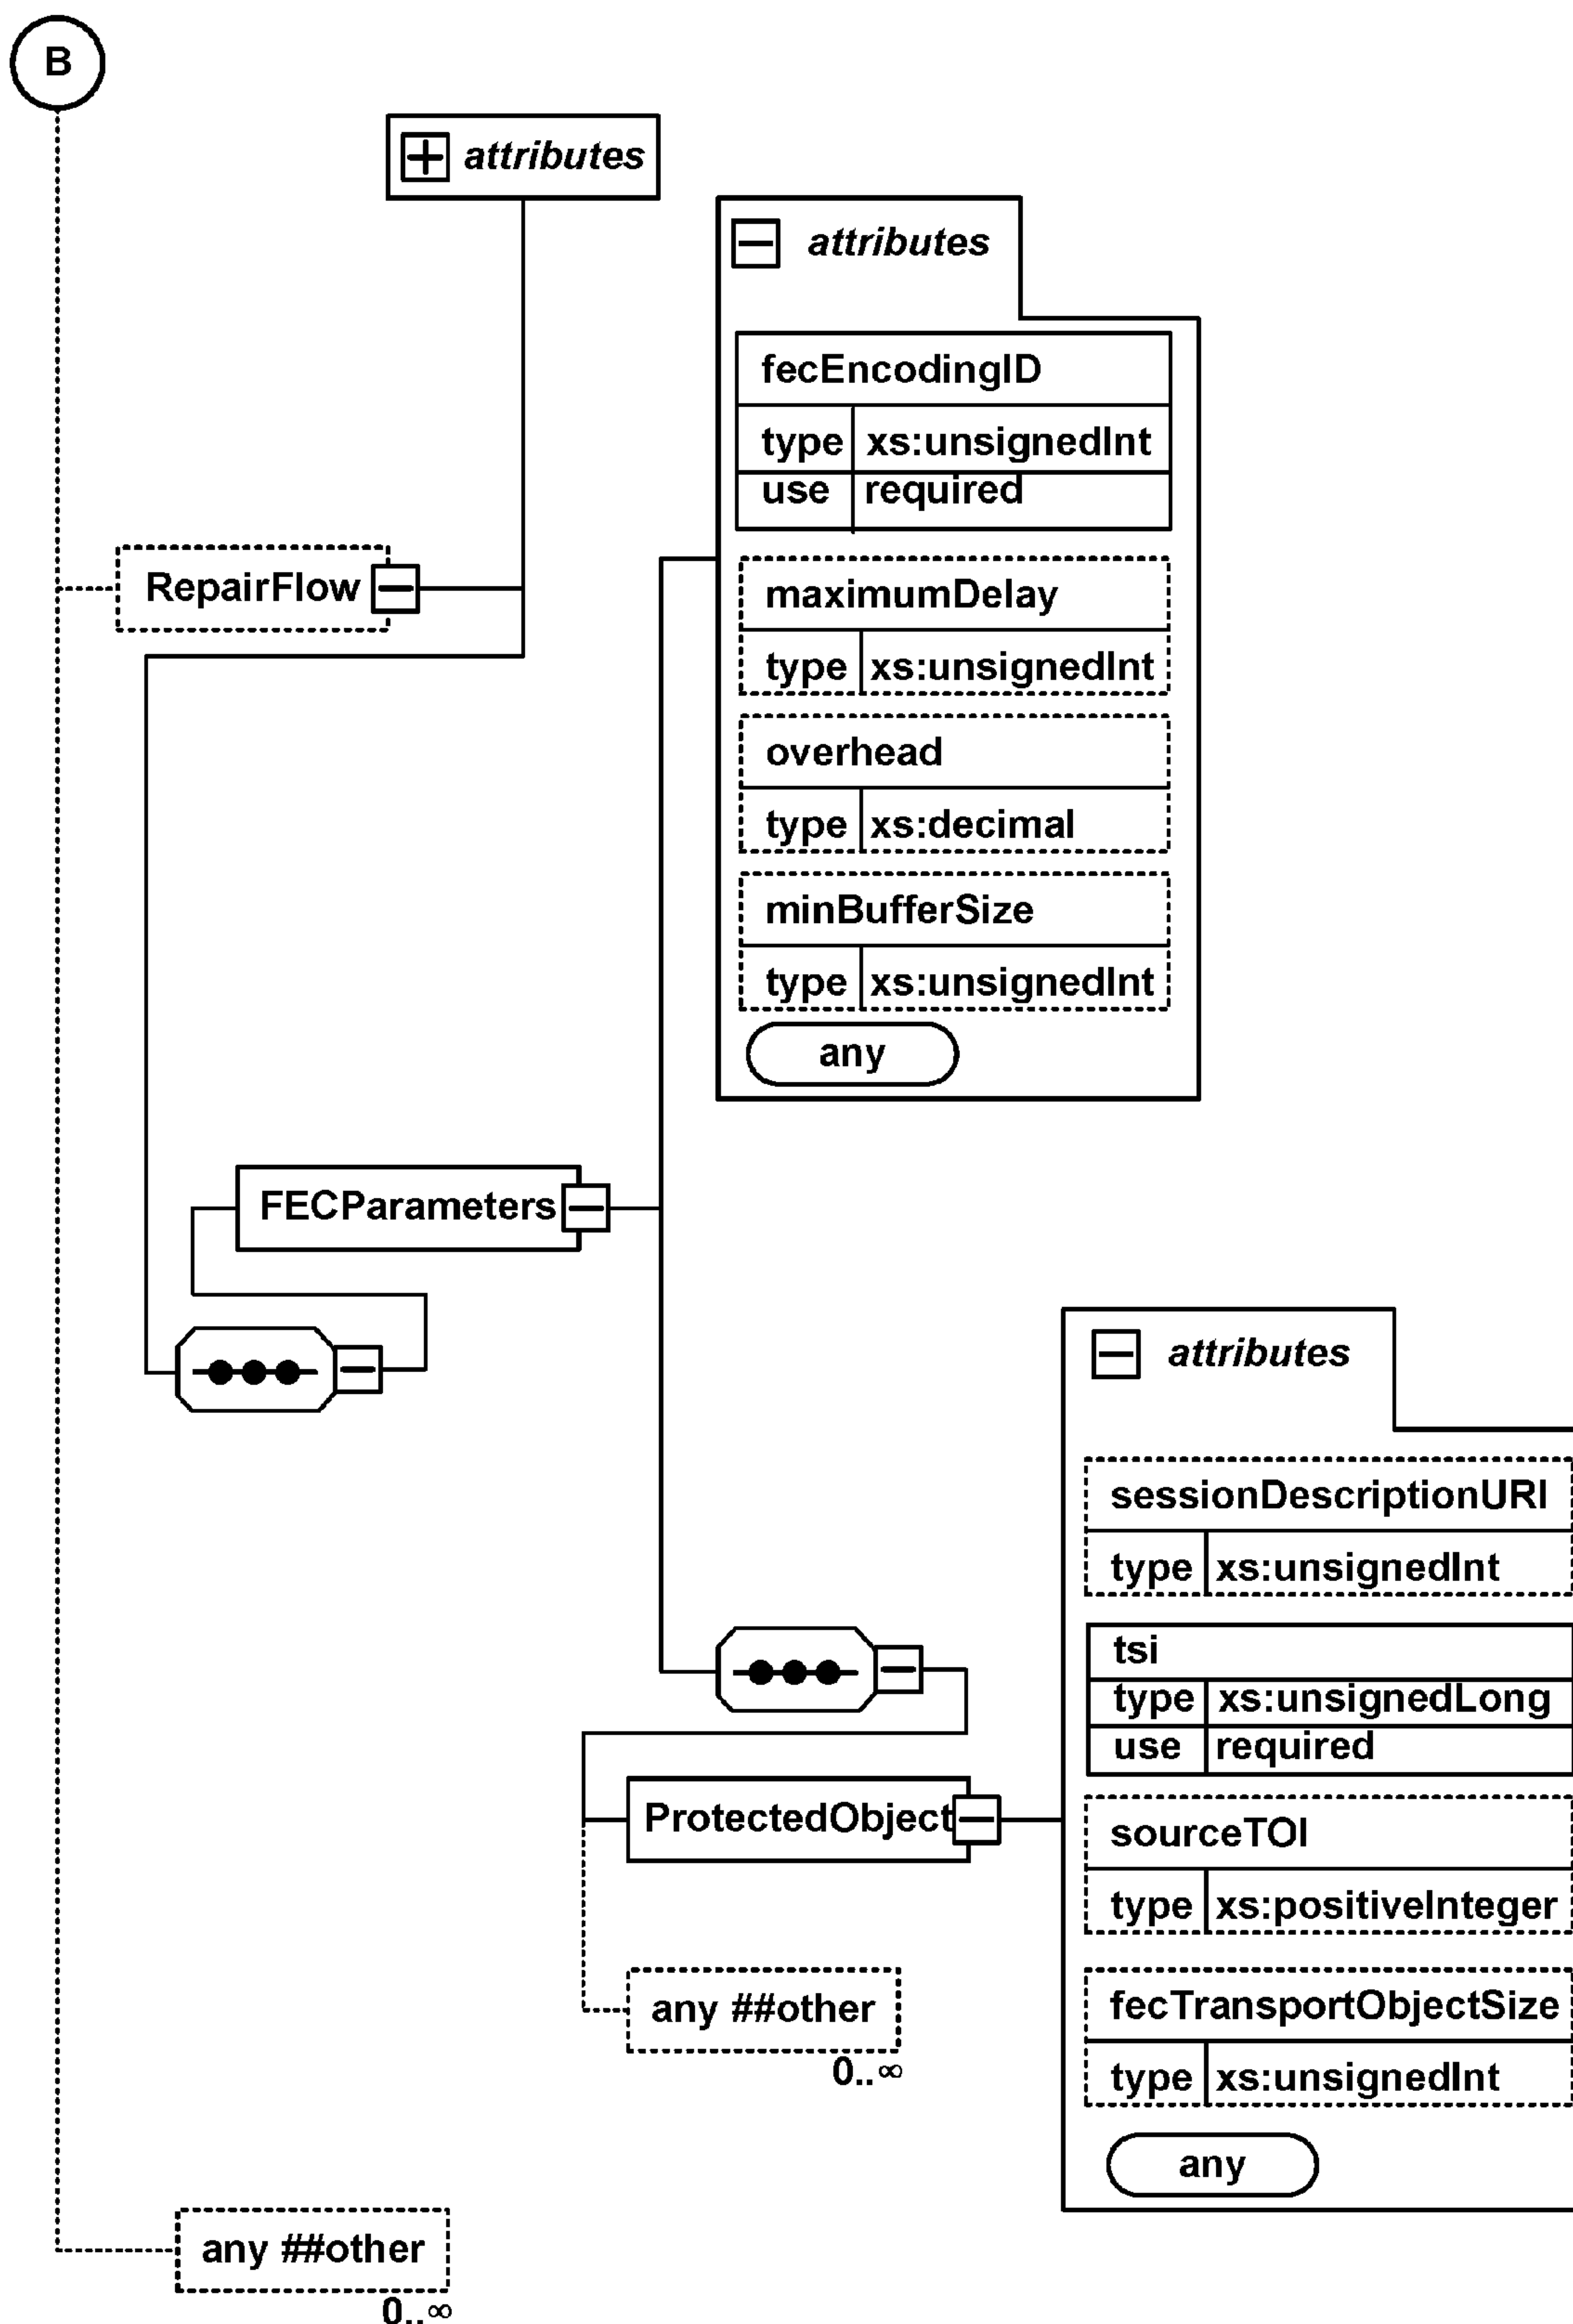 B
attributes
attributes
fecEncodingID
type xs:unsignedInt
use required
RepairFlow
maximumDelay
type xs:unsignedInt
overhead
type xs:decimal
minBufferSize
type xs:unsignedInt
any
FECParameters
attributes
sessionDescriptionURI
type xs:unsignedInt
tsi
type xs:unsignedLong
use required
ProtectedObject
sourceTOI
type xs:positiveInteger
any ##other
0..∞
fecTransportObjectSize
type xs:unsignedInt
any
any ##other
0..∞